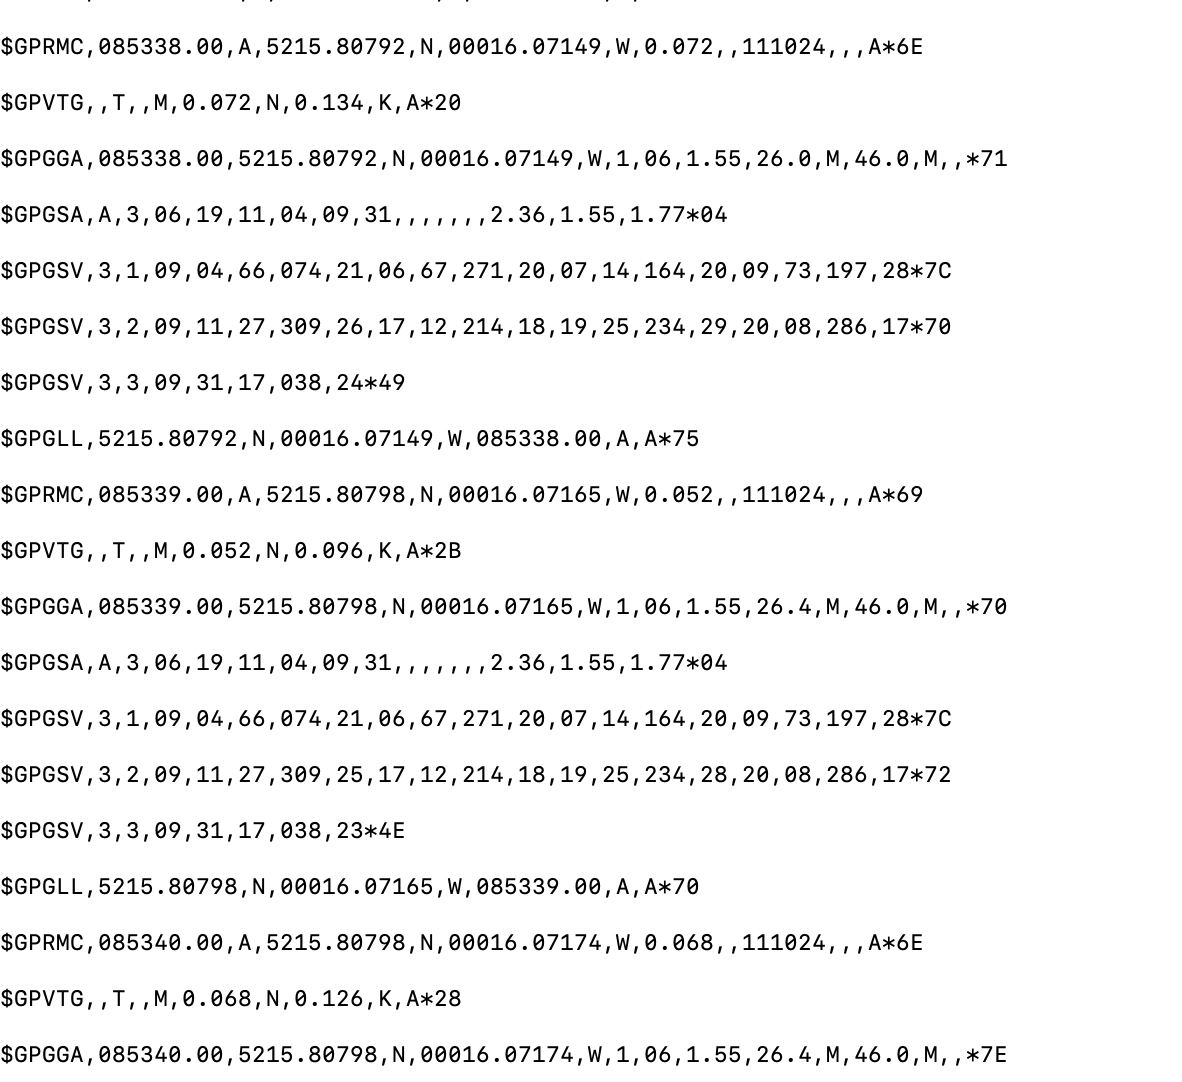 $GPRMC,085338.00,A,5215.80792,N,00016.07149,W,0.072,,111024,,,A*6E
$GPVTG,,T,,M,0.072,N,0.134,K,A*20
$GPGGA,085338.00,5215.80792,N,00016.07149,W,1,06,1.55,26.0,M,46.0,M,,*71
$GPGSA,A,3,06,19,11,04,09,31,,,,,,,2.36,1.55,1.77*04
$GPGSV,3,1,09,04,66,074,21,06,67,271,20,07,14,164,20,09,73,197,28*7C
$GPGSV,3,2,09,11,27,309,26,17,12,214,18,19,25,234,29,20,08,286,17*70
$GPGSV,3,3,09,31,17,038,24*49
$GPGLL,5215.80792,N,00016.07149,W,085338.00,A,A*75
$GPRMC,085339.00,A,5215.80798,N,00016.07165,W,0.052,,111024,,,A*69
$GPVTG,,T,,M,0.052,N,0.096,K,A*2B
$GPGGA,085339.00,5215.80798,N,00016.07165,W,1,06,1.55,26.4,M,46.0,M,,*70
$GPGSA,A,3,06,19,11,04,09,31,,,,,,,2.36,1.55,1.77*04
$GPGSV,3,1,09,04,66,074,21,06,67,271,20,07,14,164,20,09,73,197,28*7C
$GPGSV,3,2,09,11,27,309,25,17,12,214,18,19,25,234,28,20,08,286,17*72
$GPGSV,3,3,09,31,17,038,23*4E
$GPGLL,5215.80798,N,00016.07165,W,085339.00,A,A*70
$GPRMC,085340.00,A,5215.80798,N,00016.07174,W,0.068,,111024,,,A*6E
$GPVTG,,T,,M,0.068,N,0.126,K,A*28
$GPGGA,085340.00,5215.80798,N,00016.07174,W,1,06,1.55,26.4,M,46.0,M,,*7E